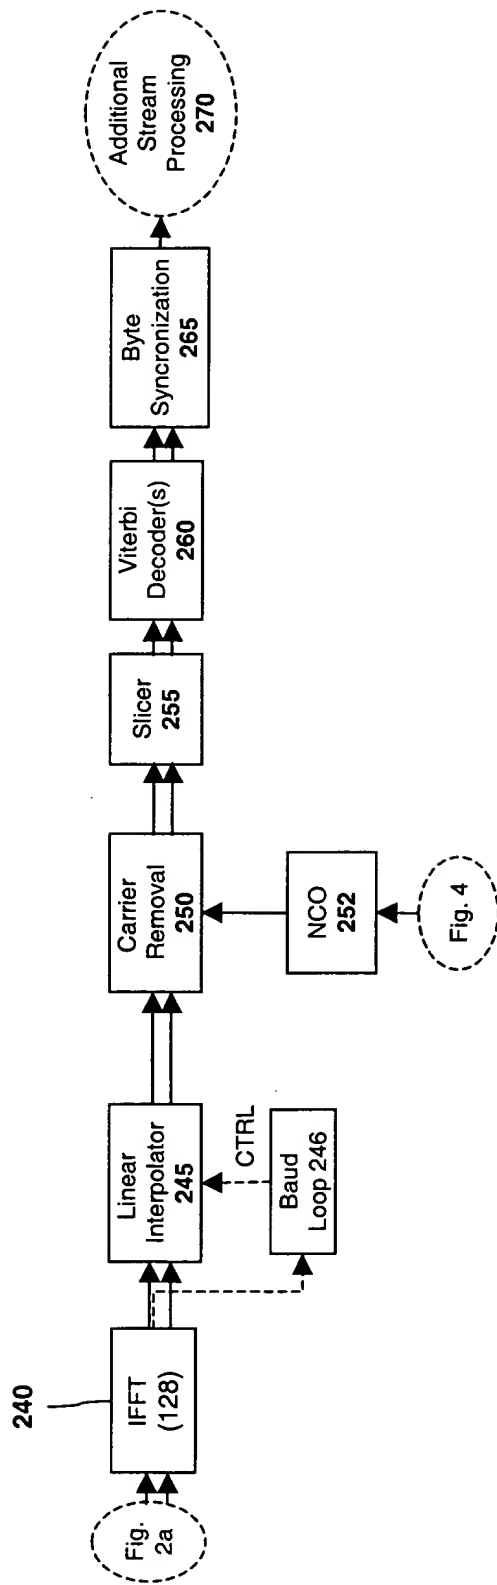 Fig.
2a
240
IFFT
(128)
Linear
Interpolator
245
CTRL
Baud
Loop 246
Carrier
Removal
250
NCO
252
Fig. 4
Slicer
255
Viterbi
Decoder(s)
260
Byte
Syncronization
265
Additional
Stream
Processing
270